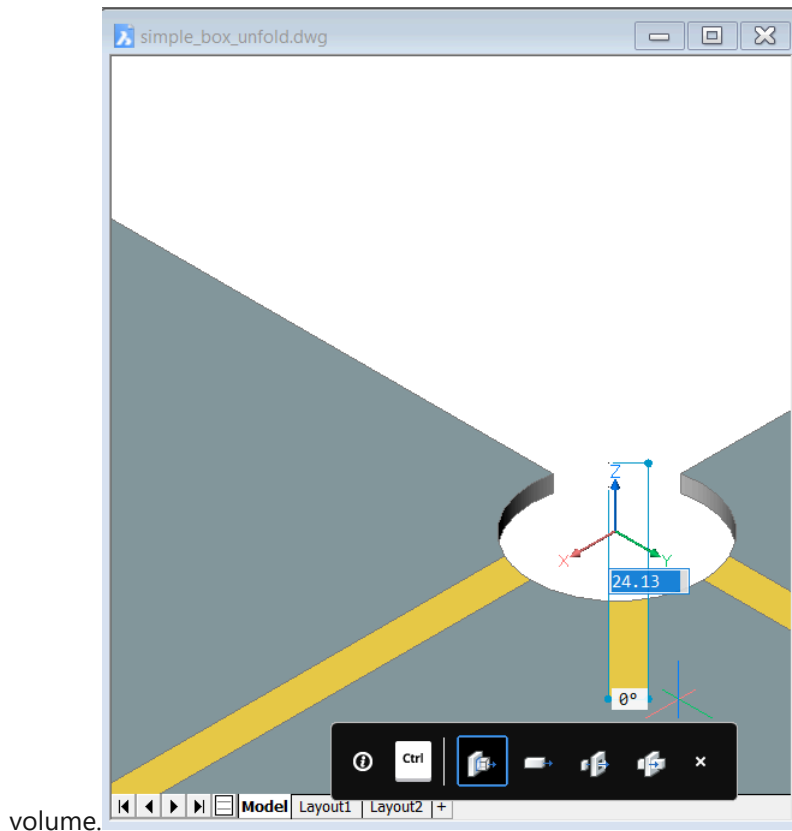 simple_box_unfold.dwg
Z
X
Y
24.13
0°
Ctrl
Model Layout1 Layout2 +
volume.